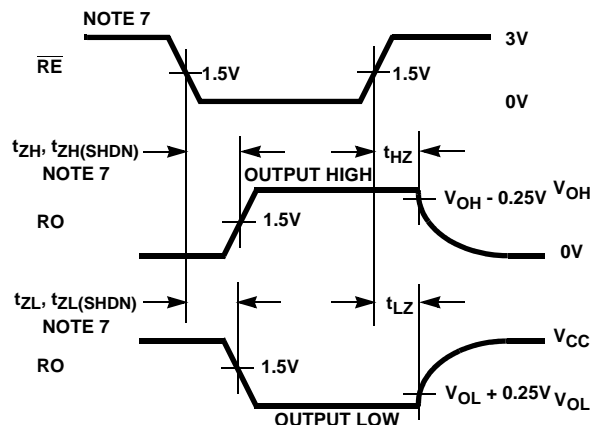 NOTE 7
RE
1.5V
1.5V
3V
0V
tZH, tZH(SHDN)
NOTE 7
OUTPUT HIGH
tHZ
RO
1.5V
VOH - 0.25V
VOH
0V
tZL, tZL(SHDN)
NOTE 7
tLZ
RO
1.5V
VCC
VOL + 0.25V
VOL
OUTPUT LOW